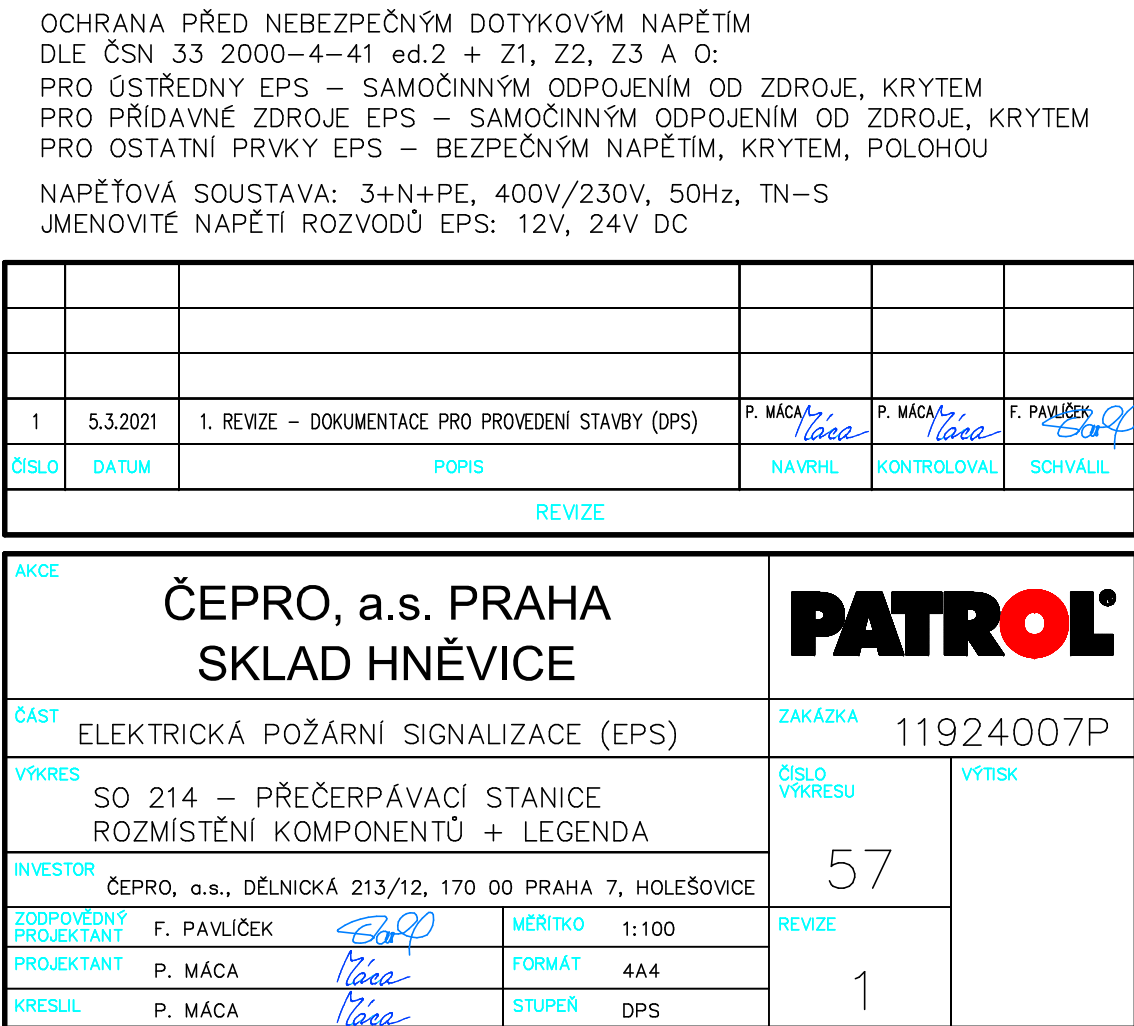 OCHRANA PŘED NEBEZPEČNÝM DOTYKOVÝM NAPĚTÍM
DLE ČSN 33 2000-4-41 ed.2 + Z1, Z2, Z3 A O:
PRO ÚSTŘEDNY EPS – SAMOČINNÝM ODPOJENÍM OD ZDROJE, KRYTEM
PRO PŘÍDAVNÉ ZDROJE EPS – SAMOČINNÝM ODPOJENÍM OD ZDROJE, KRYTEM
PRO OSTATNÍ PRVKY EPS – BEZPEČNÝM NAPĚTÍM, KRYTEM, POLOHOU
NAPĚŤOVÁ SOUSTAVA: 3+N+PE, 400V/230V, 50Hz, TN-S
JMENOVITÉ NAPĚTÍ ROZVODŮ EPS: 12V, 24V DC
1 5.3.2021 1. REVIZE – DOKUMENTACE PRO PROVEDENÍ STAVBY (DPS) P. MÁCA Máca P. MÁCA Máca F. PAVLÍČEK
ČÍSLO DATUM POPIS NAVRHL KONTROLOVAL SCHVÁLIL
REVIZE
AKCE
ČEPRO, a.s. PRAHA
SKLAD HNĚVICE
PATROL®
ČÁST
ELEKTRICKÁ POŽÁRNÍ SIGNALIZACE (EPS)
ZAKÁZKA 11924007P
VÝKRES
SO 214 – PŘEČERPÁVACÍ STANICE
ROZMÍSTĚNÍ KOMPONENTŮ + LEGENDA
ČÍSLO
VÝKRESU
57
VÝTISK
INVESTOR
ČEPRO, a.s., DĚLNICKÁ 213/12, 170 00 PRAHA 7, HOLEŠOVICE
ZODPOVĚDNÝ
PROJEKTANT F. PAVLÍČEK
MĚŘÍTKO 1:100
REVIZE
1
PROJEKTANT P. MÁCA Máca
FORMÁT 4A4
KRESLIL P. MÁCA Máca
STUPEŇ DPS